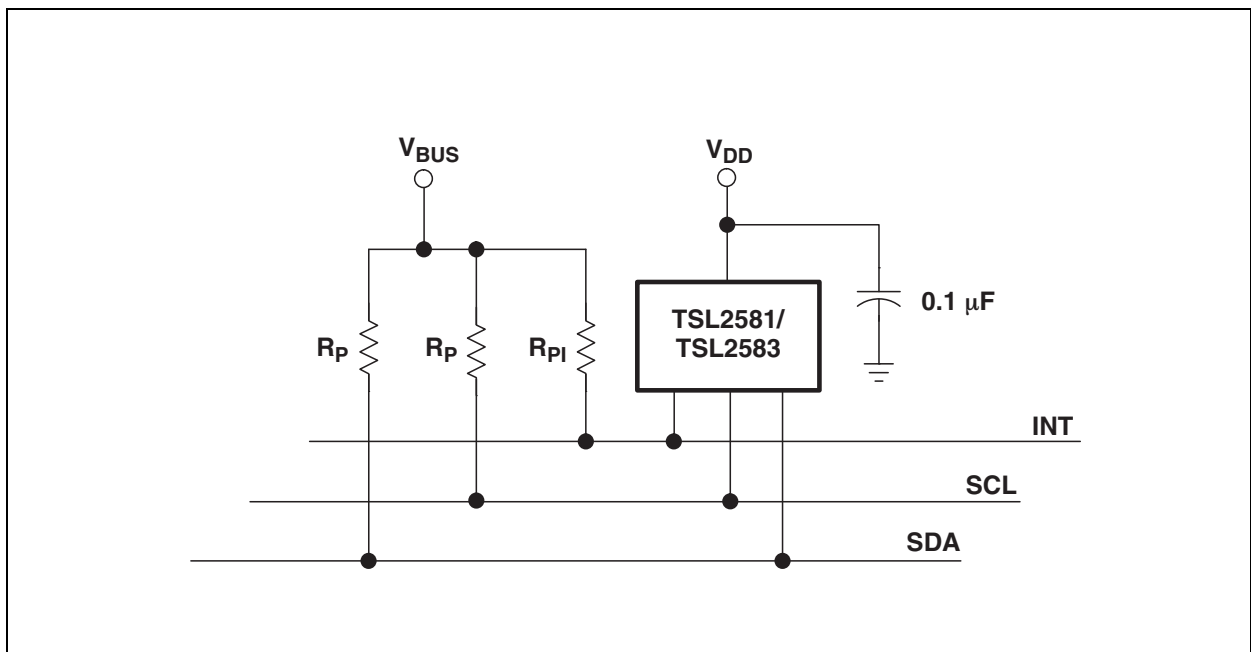 VBUS
VDD
RP
RP
RPI
TSL2581/
TSL2583
0.1 μF
INT
SCL
SDA